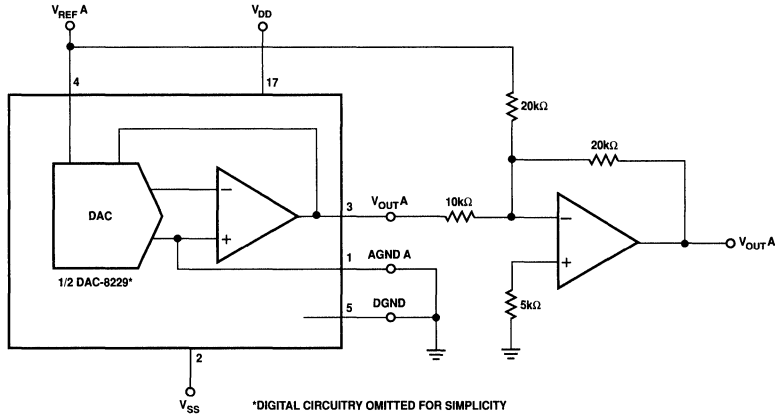 VREF A
VDD
4
17
20kΩ
20kΩ
DAC
−
+
3
VOUT A
10kΩ
−
+
VOUT A
1
AGND A
1/2 DAC-8229*
5
DGND
5kΩ
2
VSS
*DIGITAL CIRCUITRY OMITTED FOR SIMPLICITY